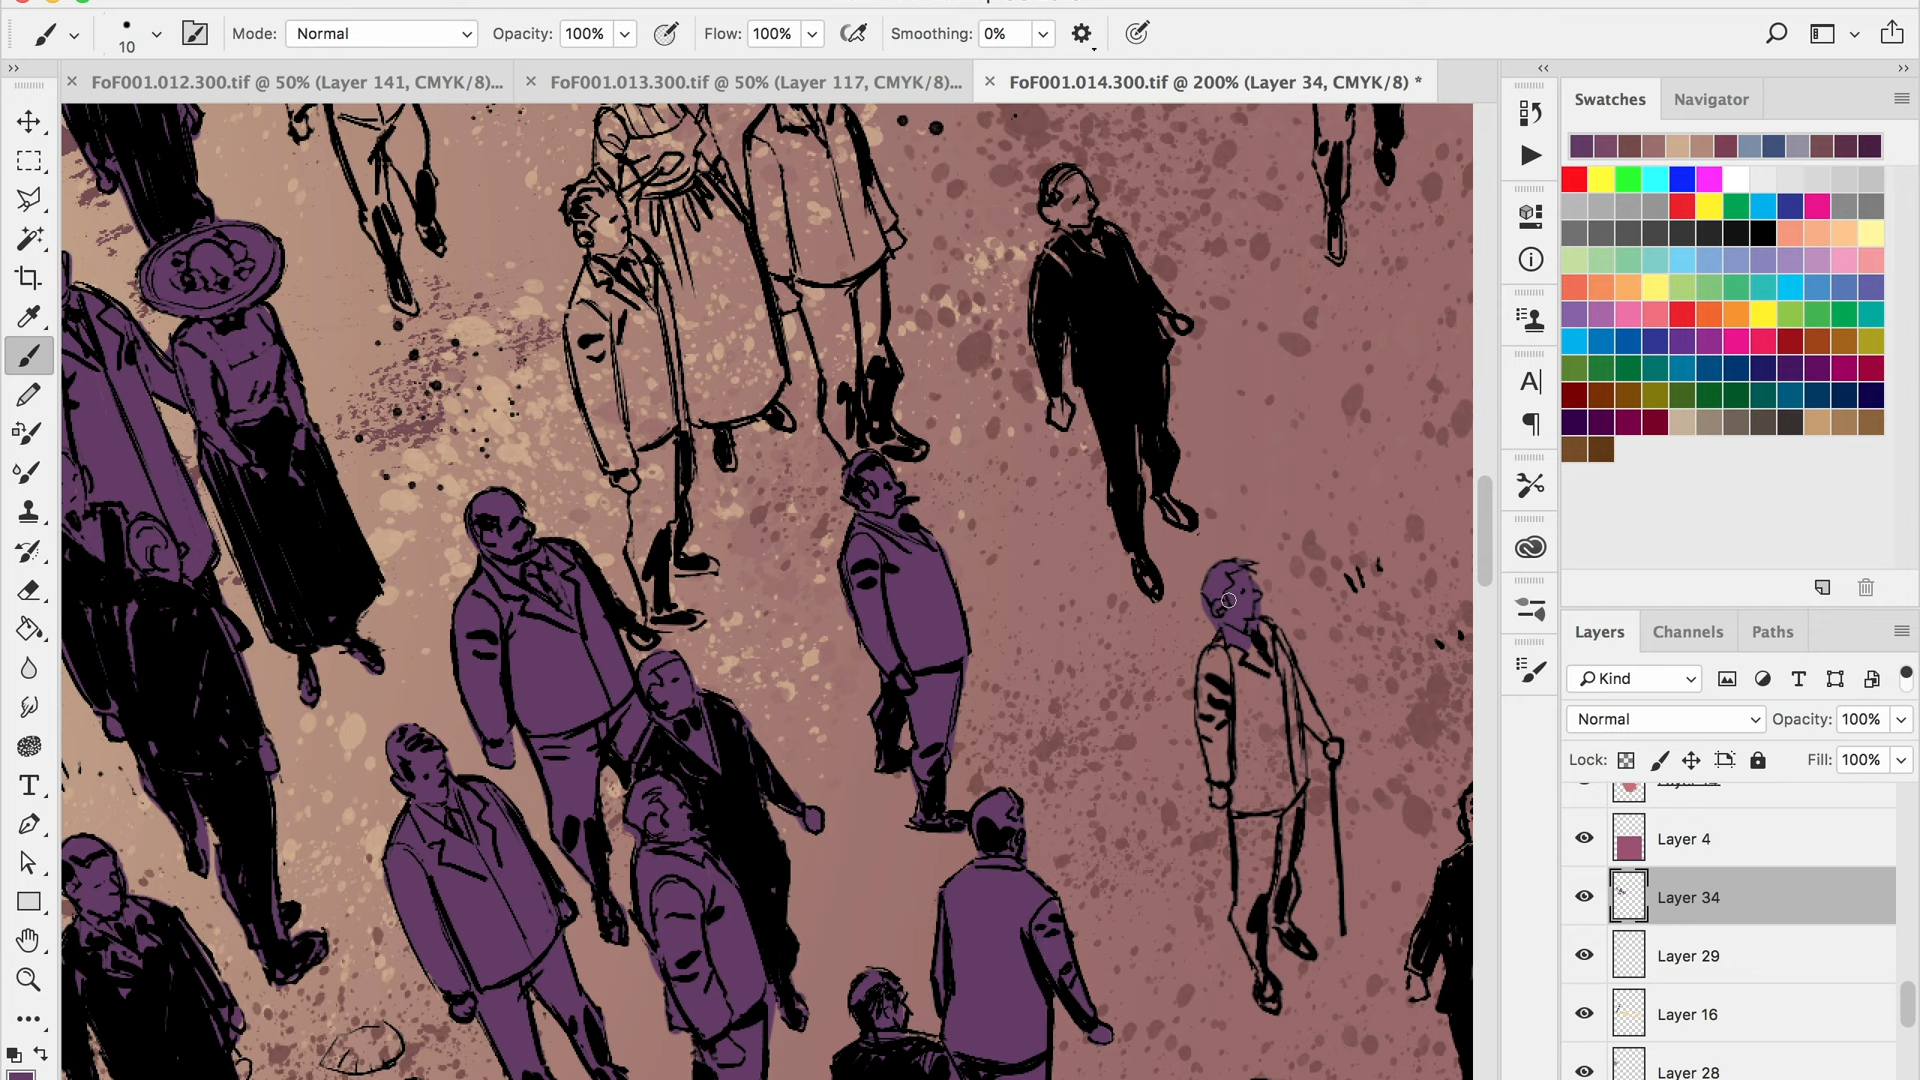 10 Mode: Normal Opacity: 100% Flow: 100% Smoothing: 0%
FoF001.012.300.tif @ 50% (Layer 141, CMYK/8)... FoF001.013.300.tif @ 50% (Layer 117, CMYK/8)... FoF001.014.300.tif @ 200% (Layer 34, CMYK/8) *
Swatches Navigator
Layers Channels Paths
Kind
Normal Opacity: 100%
Lock: Fill: 100%
Layer 4
Layer 34
Layer 29
Layer 16
Layer 28